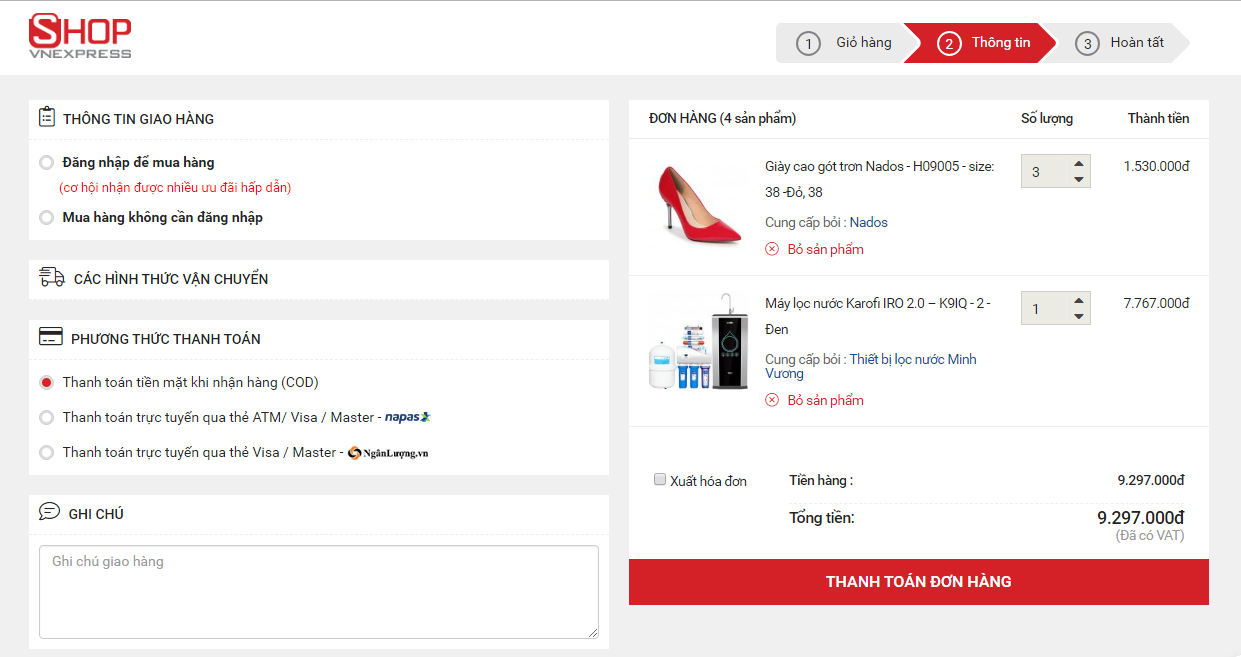 SHOP
VNEXPRESS
1 Giỏ hàng
2 Thông tin
3 Hoàn tất
THÔNG TIN GIAO HÀNG
Đăng nhập để mua hàng
(cơ hội nhận được nhiều ưu đãi hấp dẫn)
Mua hàng không cần đăng nhập
CÁC HÌNH THỨC VẬN CHUYỂN
PHƯƠNG THỨC THANH TOÁN
Thanh toán tiền mặt khi nhận hàng (COD)
Thanh toán trực tuyến qua thẻ ATM/ Visa / Master - napas
Thanh toán trực tuyến qua thẻ Visa / Master - NgânLượng.vn
GHI CHÚ
Ghi chú giao hàng
ĐƠN HÀNG (4 sản phẩm) Số lượng Thành tiền
Giày cao gót trơn Nados - H09005 - size: 3 1.530.000đ
38 -Đỏ, 38
Cung cấp bởi : Nados
Bỏ sản phẩm
Máy lọc nước Karofi IRO 2.0 – K9IQ - 2 - 1 7.767.000đ
Đen
Cung cấp bởi : Thiết bị lọc nước Minh
Vương
Bỏ sản phẩm
Xuất hóa đơn Tiền hàng : 9.297.000đ
Tổng tiền: 9.297.000đ
(Đã có VAT)
THANH TOÁN ĐƠN HÀNG